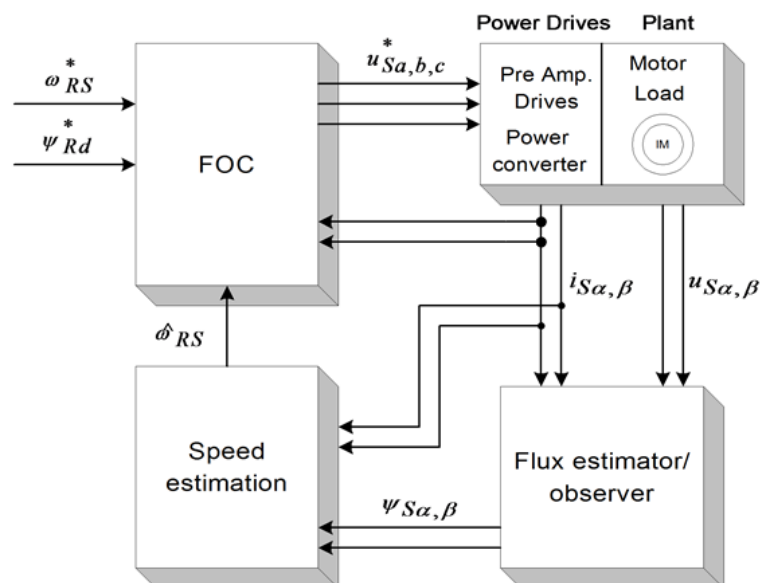 Power Drives Plant
ω*RS
ψ*Rd
FOC
u*Sa,b,c
Pre Amp.
Drives
Power
converter
Motor
Load
IM
iSα,β
uSα,β
ω̂RS
Speed
estimation
Flux estimator/
observer
ψSα,β